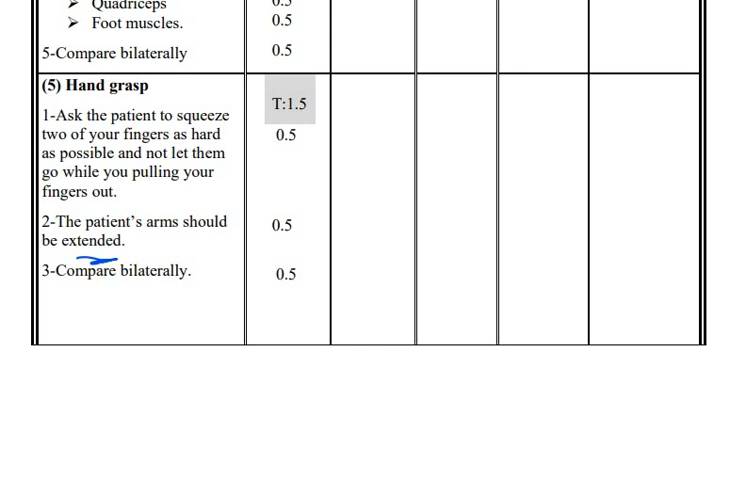 ➤ Quadriceps 0.5
➤ Foot muscles. 0.5
5-Compare bilaterally 0.5
(5) Hand grasp
T:1.5
1-Ask the patient to squeeze
two of your fingers as hard 0.5
as possible and not let them
go while you pulling your
fingers out.
2-The patient's arms should 0.5
be extended.
3-Compare bilaterally. 0.5